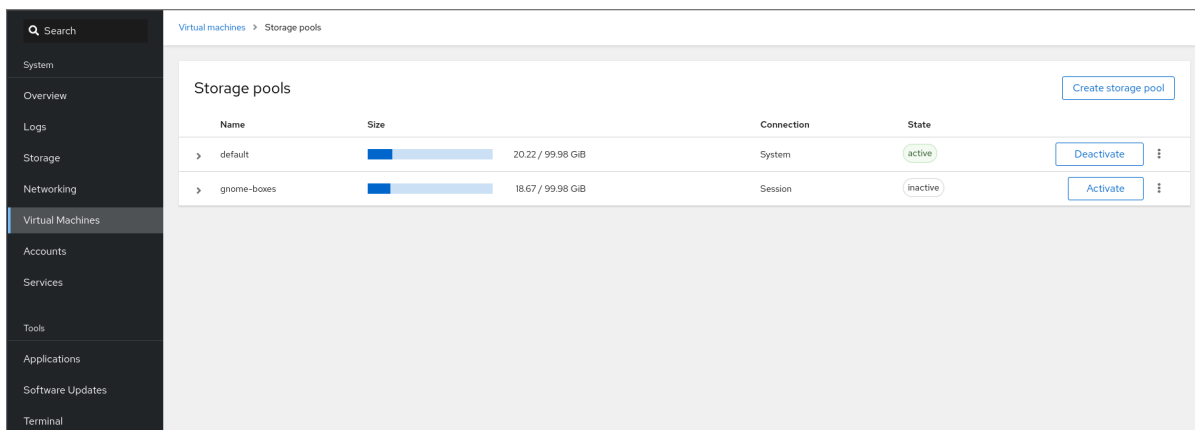 Search
System
Overview
Logs
Storage
Networking
Virtual Machines
Accounts
Services
Tools
Applications
Software Updates
Terminal
Virtual machines > Storage pools
Storage pools
Create storage pool
Name Size Connection State
default 20.22 / 99.98 GiB System active Deactivate
gnome-boxes 18.67 / 99.98 GiB Session inactive Activate